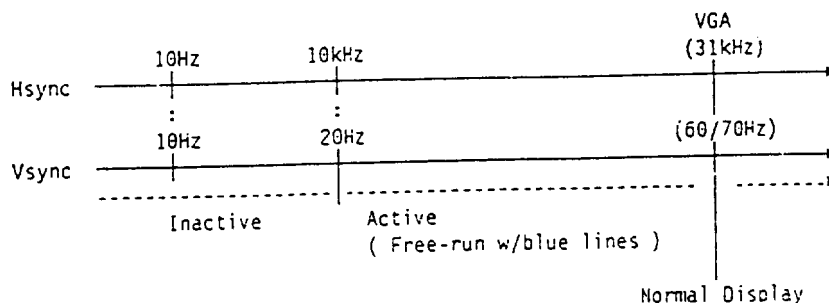 VGA
10Hz 10kHz (31kHz)
Hsync
10Hz 20Hz (60/70Hz)
Vsync
Inactive Active
( Free-run w/blue lines )
Normal Display